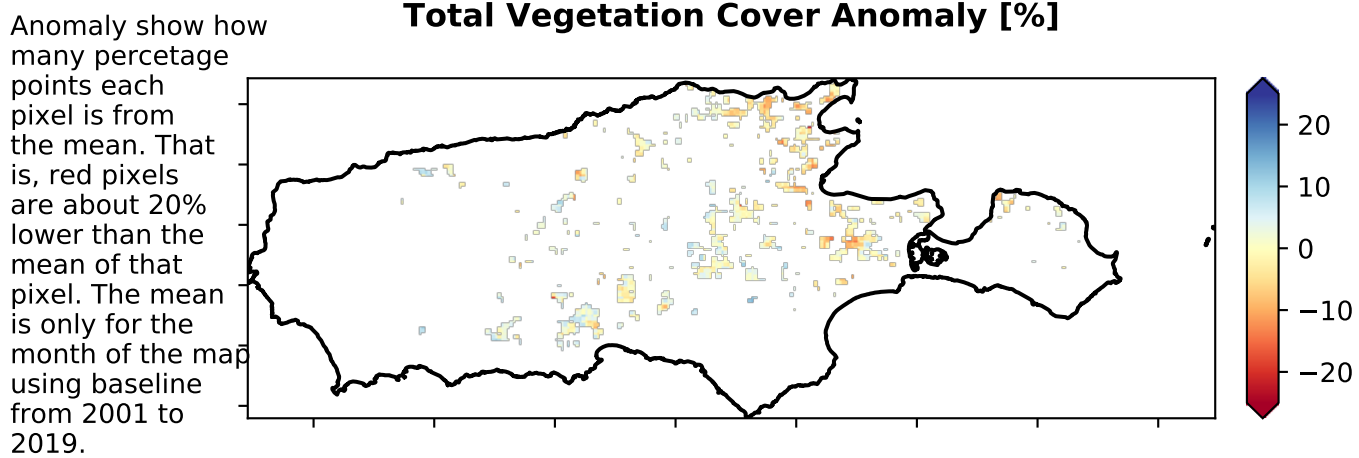 Total Vegetation Cover Anomaly [%]
Anomaly show how
many percetage
points each
pixel is from
the mean. That
is, red pixels
are about 20%
lower than the
mean of that
pixel. The mean
is only for the
month of the map
using baseline
from 2001 to
2019.
20
10
0
−10
−20